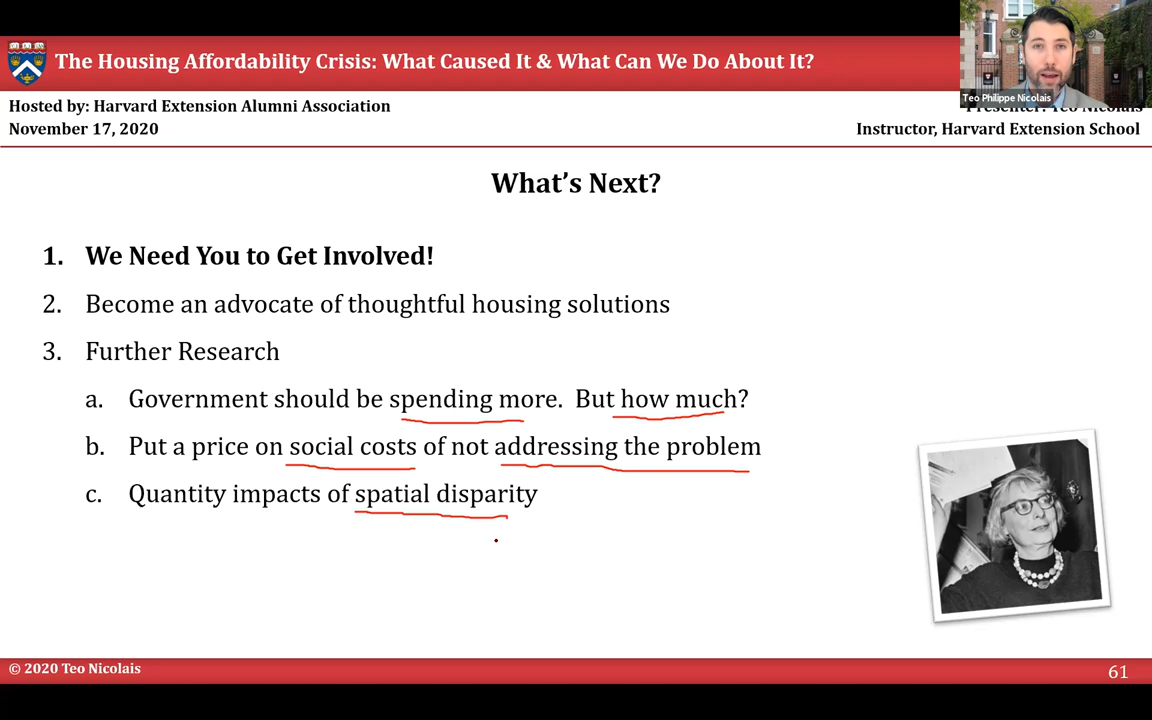 The Housing Affordability Crisis: What Caused It & What Can We Do About It?
Teo Philippe Nicolais
Hosted by: Harvard Extension Alumni Association
November 17, 2020
Presenter: Teo Nicolais
Instructor, Harvard Extension School
What's Next?
1. We Need You to Get Involved!
2. Become an advocate of thoughtful housing solutions
3. Further Research
a. Government should be spending more. But how much?
b. Put a price on social costs of not addressing the problem
c. Quantity impacts of spatial disparity
© 2020 Teo Nicolais
61